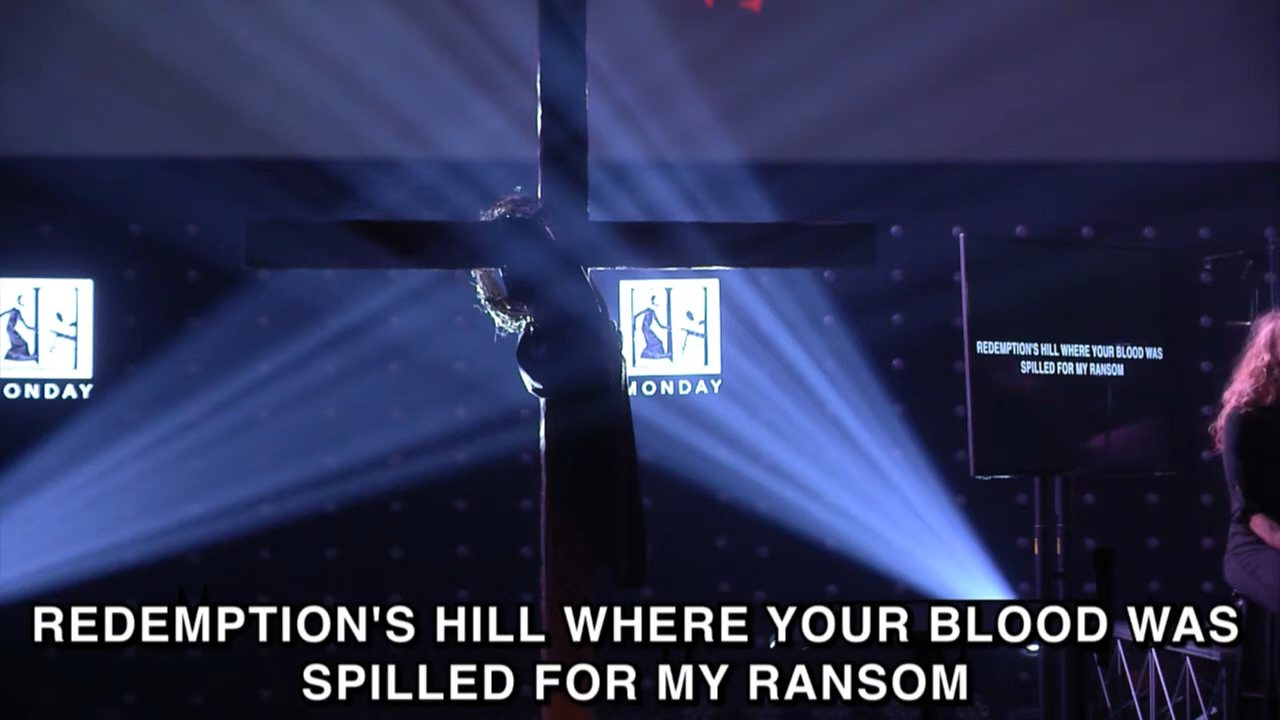 ONDAY
MONDAY
REDEMPTION'S HILL WHERE YOUR BLOOD WAS
SPILLED FOR MY RANSOM
REDEMPTION'S HILL WHERE YOUR BLOOD WAS
SPILLED FOR MY RANSOM